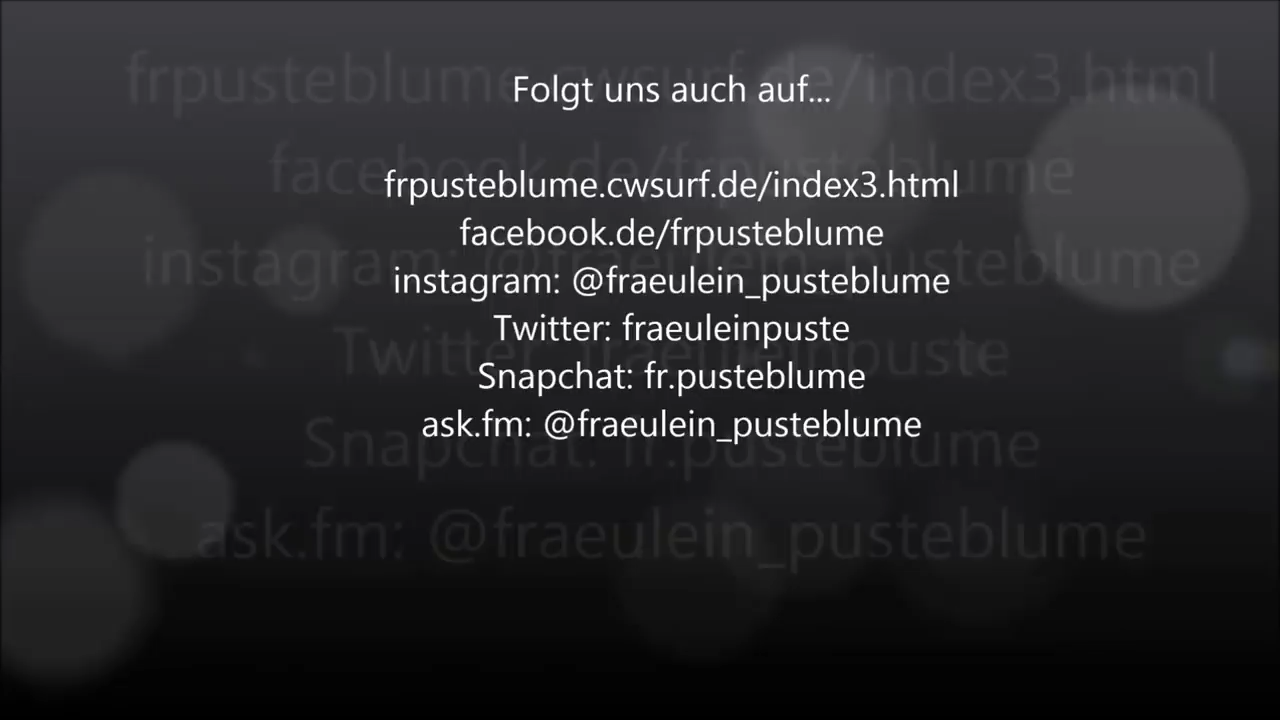 Folgt uns auch auf...
frpusteblume.cwsurf.de/index3.html
facebook.de/frpusteblume
instagram: @fraeulein_pusteblume
Twitter: fraeuleinpuste
Snapchat: fr.pusteblume
ask.fm: @fraeulein_pusteblume